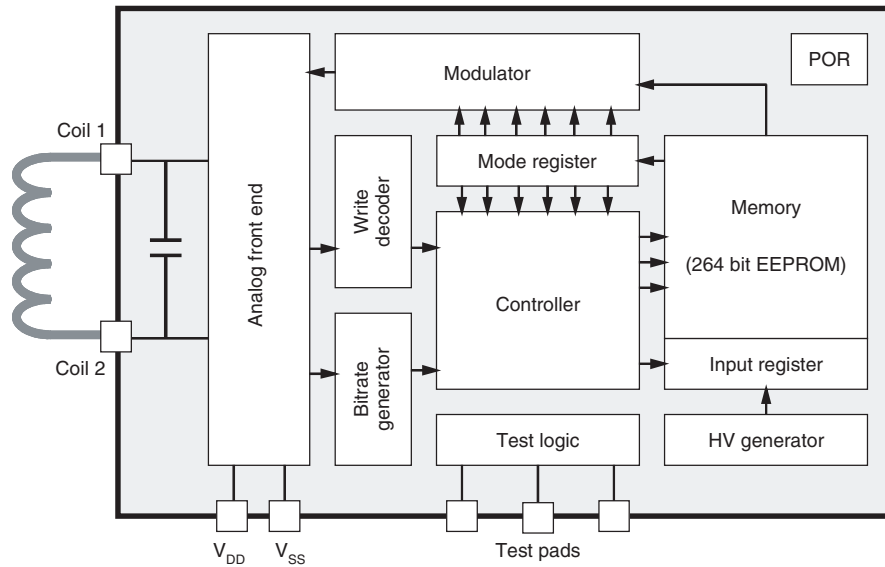 Modulator
POR
Coil 1
Mode register
Analog front end
Write
decoder
Memory
(264 bit EEPROM)
Controller
Coil 2
Bitrate
generator
Input register
Test logic
HV generator
VDD
VSS
Test pads